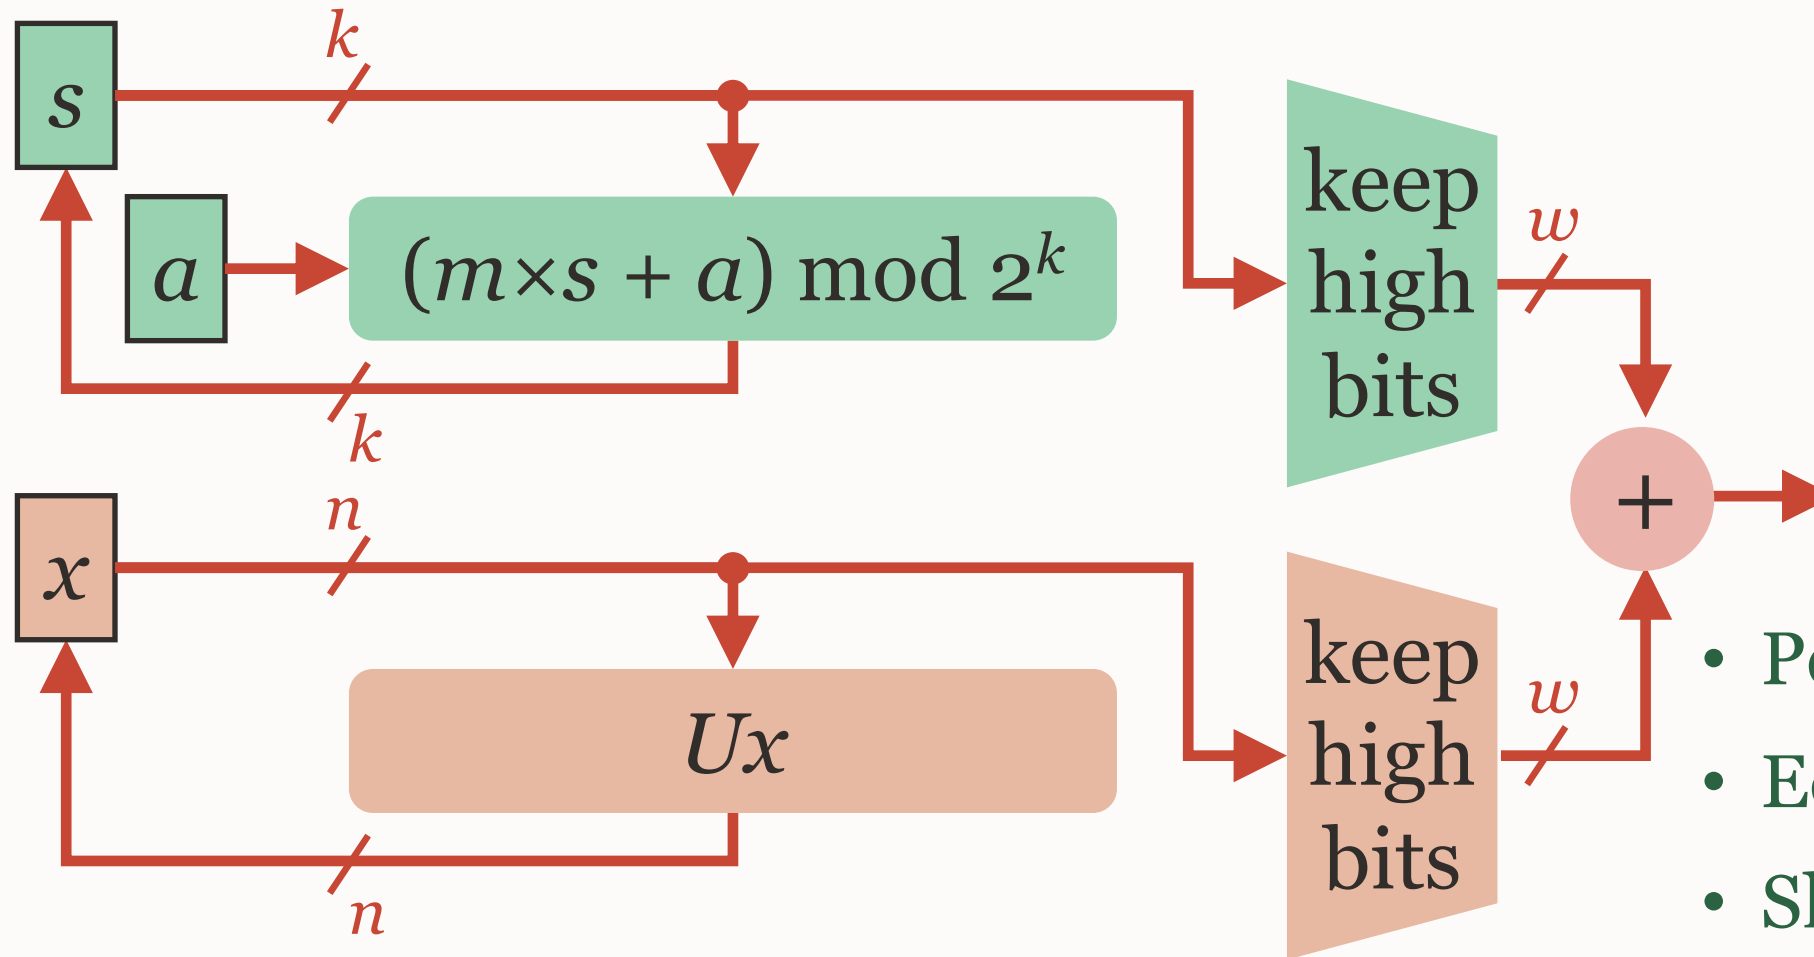 k
s
a
(m×s + a) mod 2^k
k
keep
high
bits
w
+
n
x
Ux
n
keep
high
bits
w